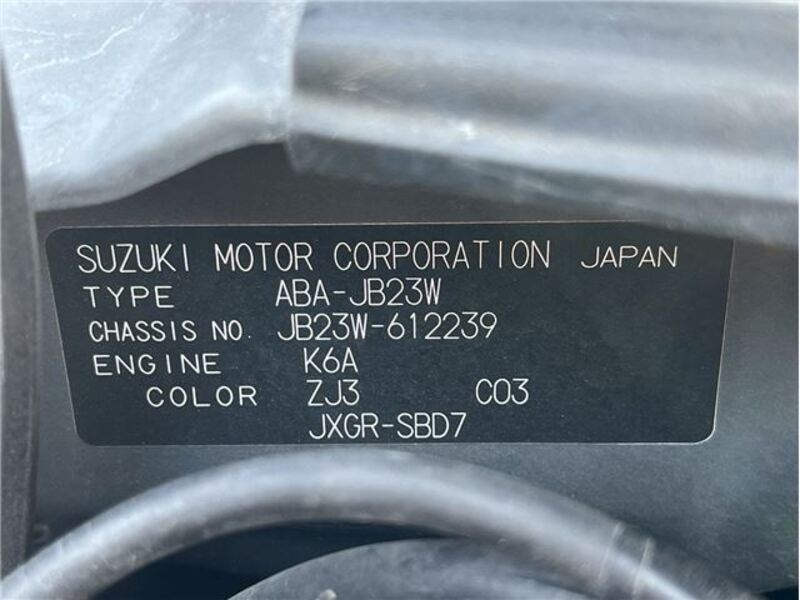 SUZUKI MOTOR CORPORATION JAPAN
TYPE ABA-JB23W
CHASSIS NO. JB23W-612239
ENGINE K6A
COLOR ZJ3 C03
JXGR-SBD7